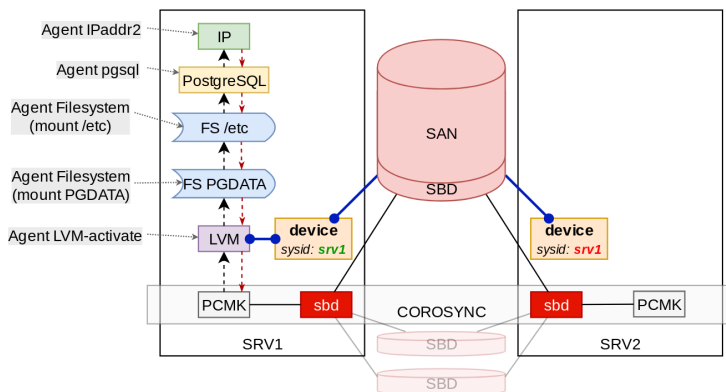 Agent IPaddr2
IP
Agent pgsql
PostgreSQL
Agent Filesystem
(mount /etc)
FS /etc
SAN
Agent Filesystem
(mount PGDATA)
FS PGDATA
SBD
Agent LVM-activate
LVM
device
sysid: srv1
device
sysid: srv1
PCMK
sbd
COROSYNC
sbd
PCMK
SRV1
SBD
SRV2
SBD